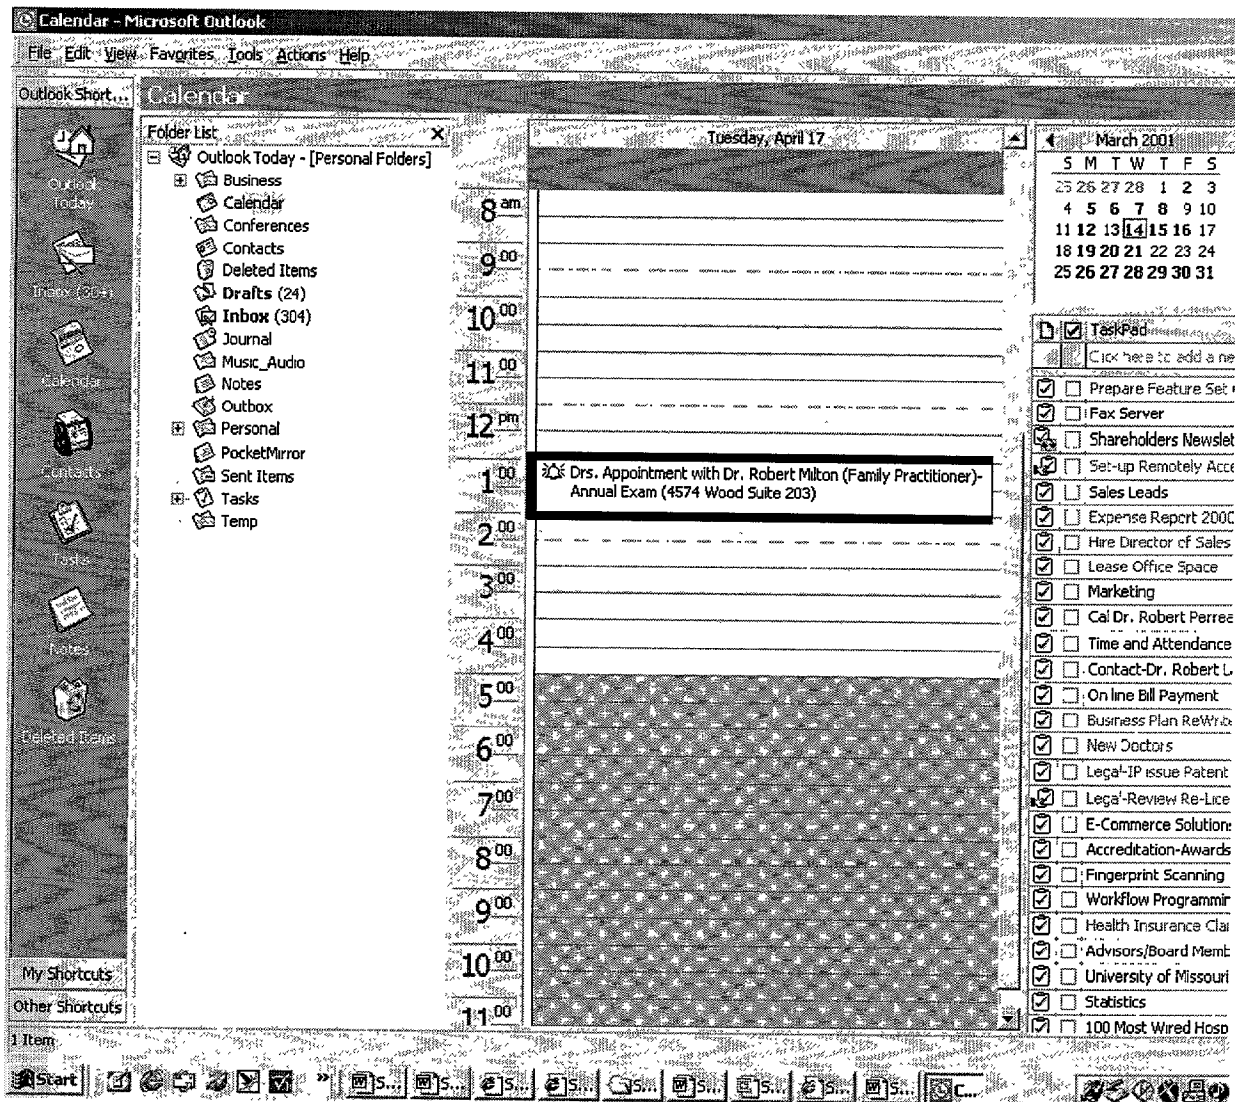 Calendar - Microsoft Outlook
File Edit View Favorites Tools Actions Help
Outlook Short...
Calendar
Outlook
Today
Inbox (304)
Calendar
Contacts
Tasks
Notes
Deleted Items
My Shortcuts
Other Shortcuts
Folder List
Outlook Today - [Personal Folders]
Business
Calendar
Conferences
Contacts
Deleted Items
Drafts (24)
Inbox (304)
Journal
Music_Audio
Notes
Outbox
Personal
PocketMirror
Sent Items
Tasks
Temp
Tuesday, April 17
8 am
9 00
10 00
11 00
12 pm
1 00
Drs. Appointment with Dr. Robert Milton (Family Practitioner)-
Annual Exam (4574 Wood Suite 203)
2 00
3 00
4 00
5 00
6 00
7 00
8 00
9 00
10 00
11 00
March 2001
S M T W T F S
25 26 27 28 1 2 3
4 5 6 7 8 9 10
11 12 13 14 15 16 17
18 19 20 21 22 23 24
25 26 27 28 29 30 31
TaskPad
Click here to add a ne
Prepare Feature Set
Fax Server
Shareholders Newslet
Set-up Remotely Acce
Sales Leads
Expense Report 2000
Hire Director of Sales
Lease Office Space
Marketing
Cal Dr. Robert Perrea
Time and Attendance
Contact-Dr. Robert L
On line Bill Payment
Business Plan ReWrite
New Doctors
Legal-IP issue Patent
Legal-Review Re-Lice
E-Commerce Solution
Accreditation-Awards
Fingerprint Scanning
Workflow Programmir
Health Insurance Clai
Advisors/Board Memb
University of Missouri
Statistics
100 Most Wired Hosp
1 Item
Start
»
S...
S...
S...
S...
S...
S...
S...
S...
S...
C...